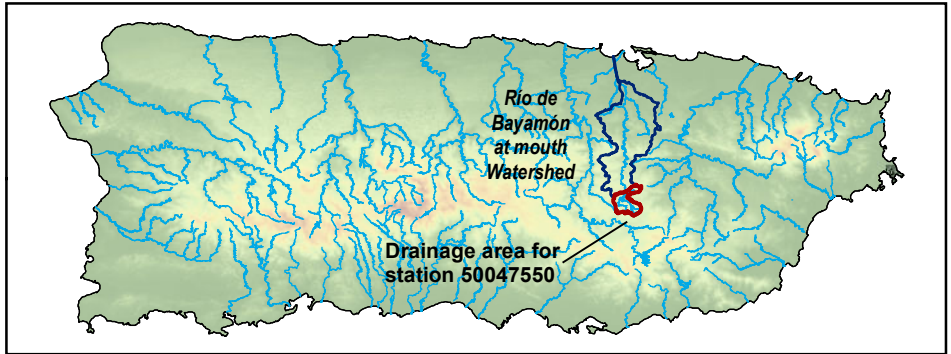 Río de
Bayamón
at mouth
Watershed
Drainage area for
station 50047550